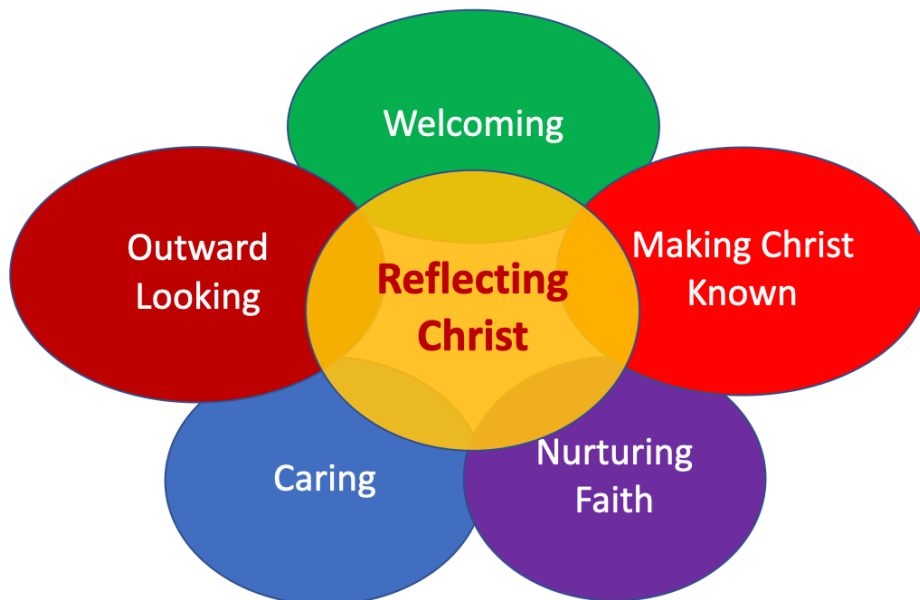 Welcoming
Outward
Looking
Making Christ
Known
Reflecting
Christ
Caring
Nurturing
Faith